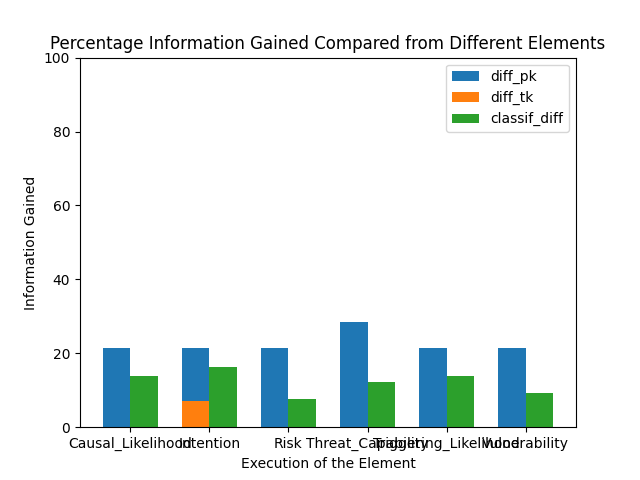 Percentage Information Gained Compared from Different Elements
100
80
60
40
20
0
Information Gained
diff_pk
diff_tk
classif_diff
Causal_Likelihood
Intention
Risk
Threat_Capability
Triggering_Likelihood
Vulnerability
Execution of the Element